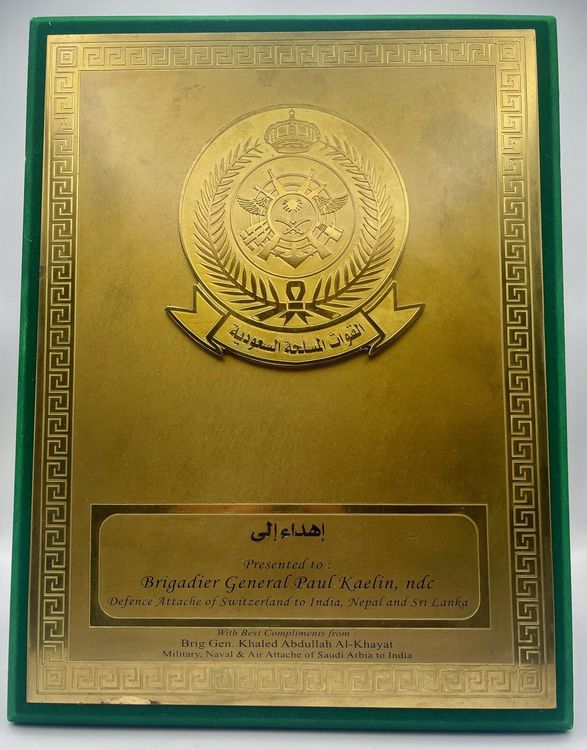 القوات المسلحة السعودية
إهداء إلى
Presented to :
Brigadier General Paul Kaelin, ndc
Defence Attache of Switzerland to India, Nepal and Sri Lanka
With Best Compliments from :
Brig Gen. Khaled Abdullah Al-Khayat
Military, Naval & Air Attache of Saudi Arbia to India